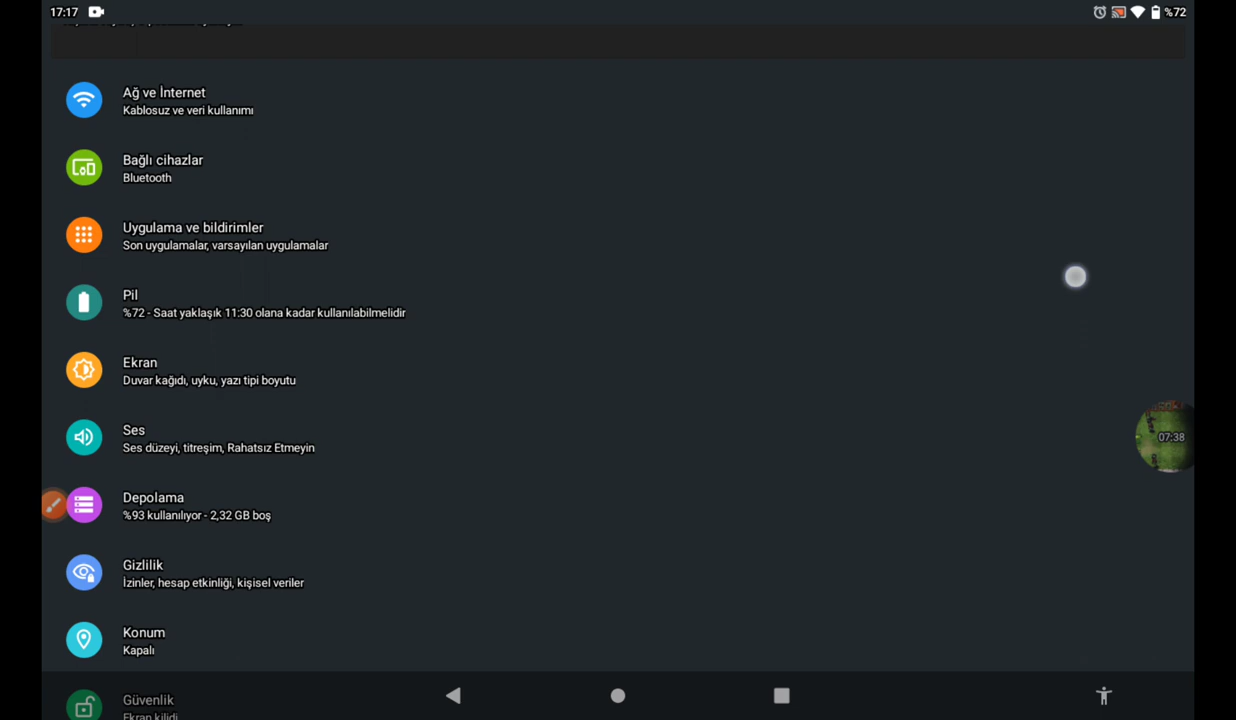 17:17
%72
Ağ ve İnternet
Kablosuz ve veri kullanımı
Bağlı cihazlar
Bluetooth
Uygulama ve bildirimler
Son uygulamalar, varsayılan uygulamalar
Pil
%72 - Saat yaklaşık 11:30 olana kadar kullanılabilmelidir
Ekran
Duvar kağıdı, uyku, yazı tipi boyutu
Ses
Ses düzeyi, titreşim, Rahatsız Etmeyin
07:38
Depolama
%93 kullanılıyor - 2,32 GB boş
Gizlilik
İzinler, hesap etkinliği, kişisel veriler
Konum
Kapalı
Güvenlik
Ekran kilidi